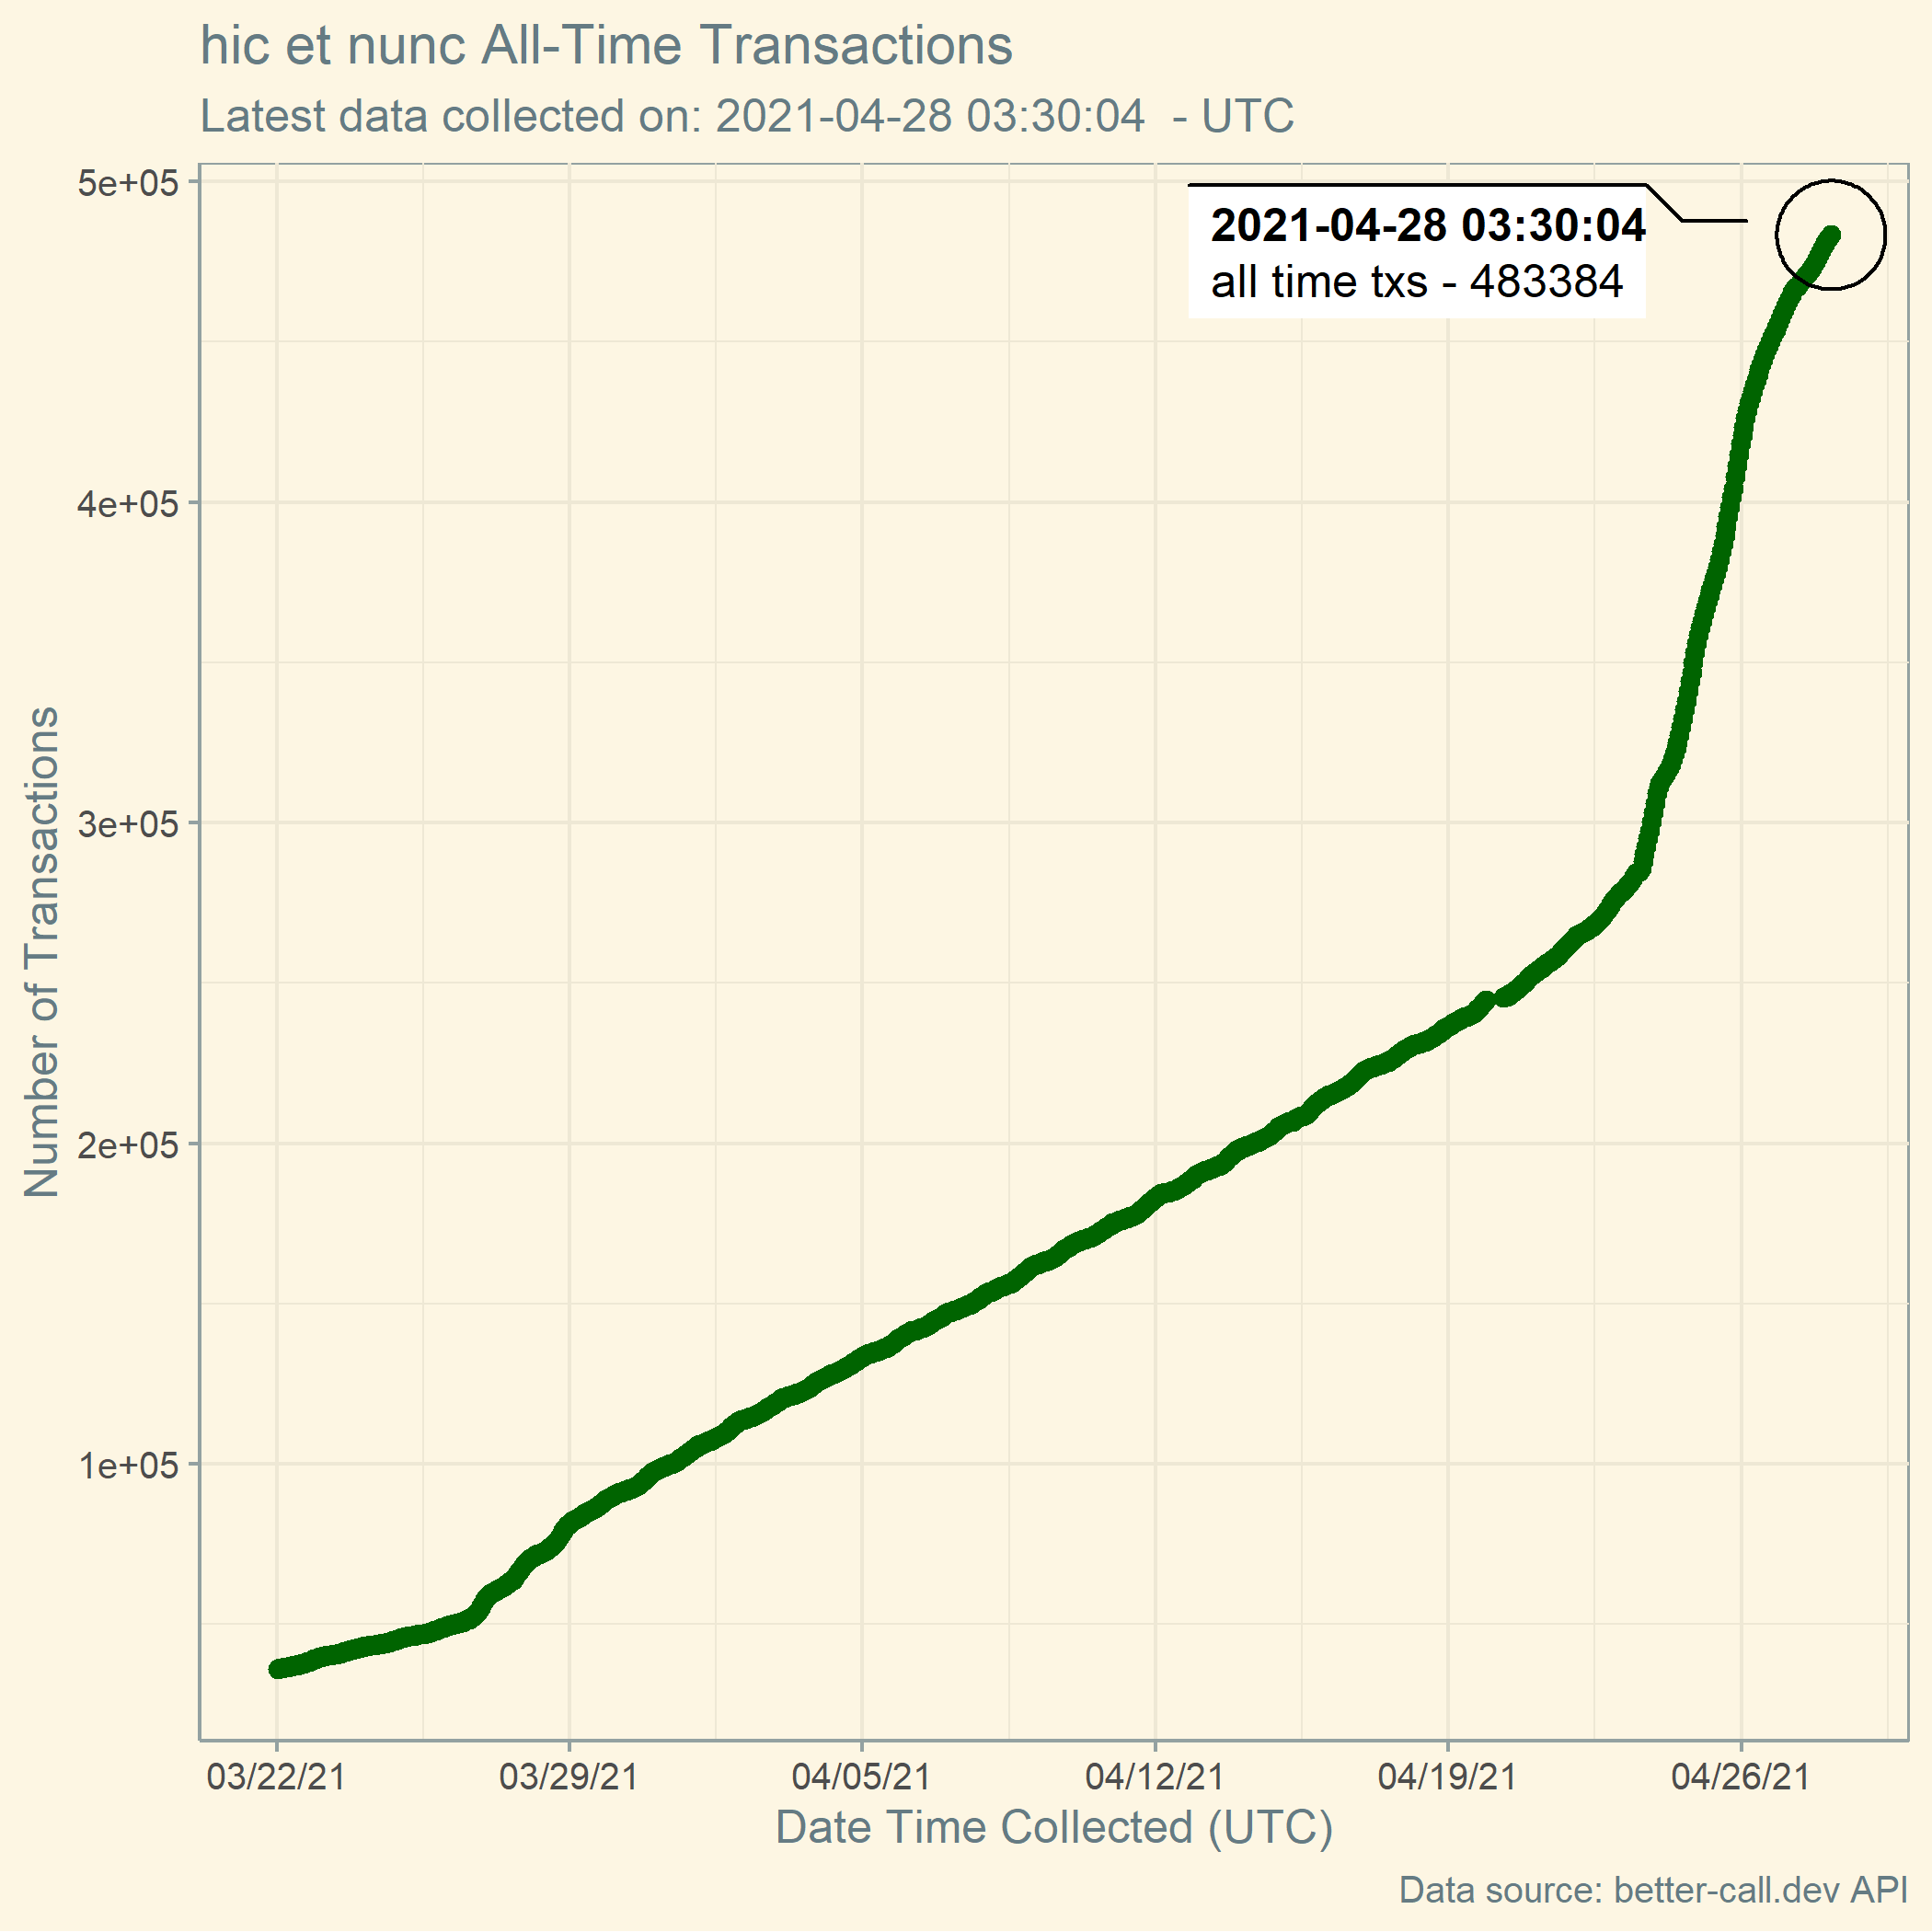 hic et nunc All-Time Transactions
Latest data collected on: 2021-04-28 03:30:04  - UTC
5e+05
2021-04-28 03:30:04
all time txs - 483384
4e+05
3e+05
2e+05
1e+05
Number of Transactions
03/22/21 03/29/21 04/05/21 04/12/21 04/19/21 04/26/21
Date Time Collected (UTC)
Data source: better-call.dev API